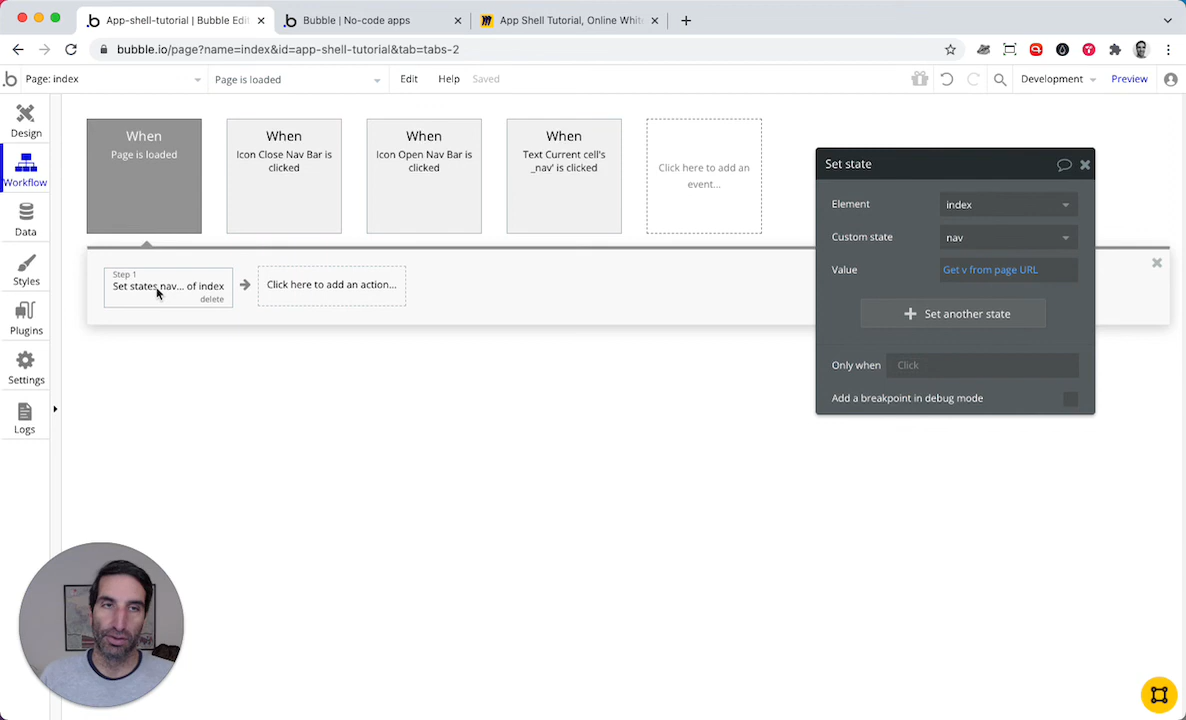 App-shell-tutorial | Bubble Edi
Bubble | No-code apps
App Shell Tutorial, Online Whit
bubble.io/page?name=index&id=app-shell-tutorial&tab=tabs-2
Page: index
Page is loaded
Edit
Help
Saved
Development
Preview
Design
Workflow
Data
Styles
Plugins
Settings
Logs
When
Page is loaded
When
Icon Close Nav Bar is
clicked
When
Icon Open Nav Bar is
clicked
When
Text Current cell's
_nav' is clicked
Click here to add an
event...
Step 1
Set states nav... of index
delete
Click here to add an action...
Set state
Element
index
Custom state
nav
Value
Get v from page URL
Set another state
Only when
Click
Add a breakpoint in debug mode